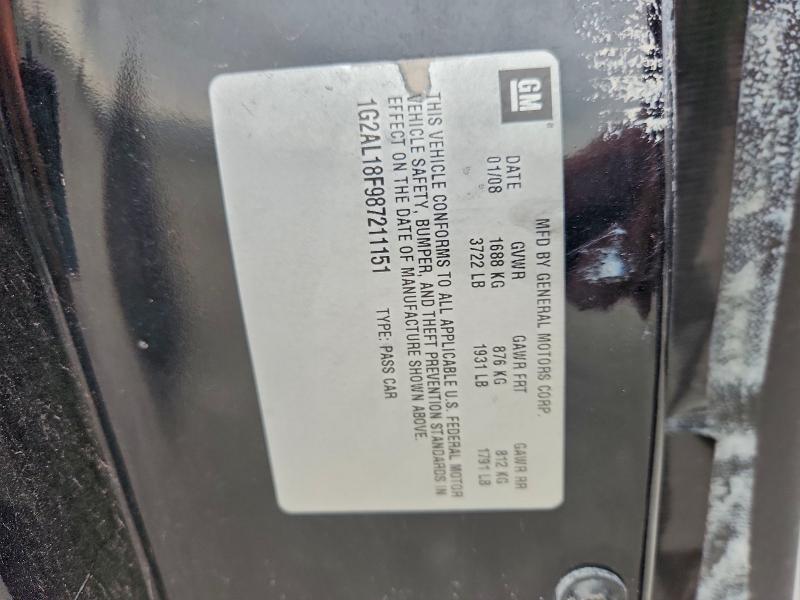 GM
MFD BY GENERAL MOTORS CORP.
DATE GVWR GAWR FRT GAWR RR
01/08 1688 KG 876 KG 812 KG
3722 LB 1931 LB 1791 LB
THIS VEHICLE CONFORMS TO ALL APPLICABLE U.S. FEDERAL MOTOR
VEHICLE SAFETY, BUMPER, AND THEFT PREVENTION STANDARDS IN
EFFECT ON THE DATE OF MANUFACTURE SHOWN ABOVE.
1G2AL18F987211151 TYPE: PASS CAR